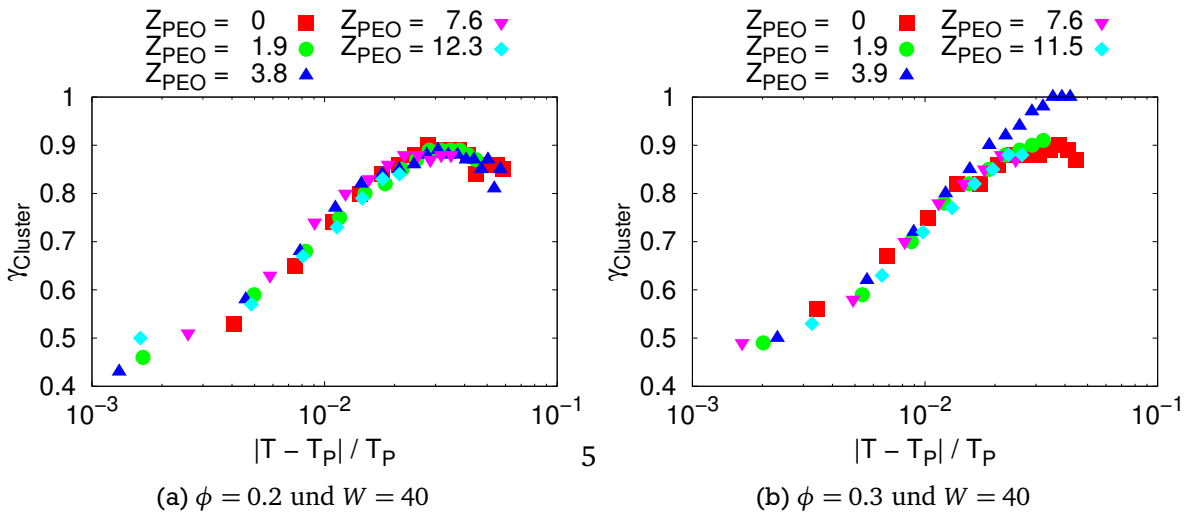 Z_PEO = 0 Z_PEO = 7.6
Z_PEO = 1.9 Z_PEO = 12.3
Z_PEO = 3.8
1
0.9
0.8
0.7
0.6
0.5
0.4
γ_Cluster
10⁻³ 10⁻² 10⁻¹
|T − T_P| / T_P
(a) ϕ = 0.2 und W = 40
5
Z_PEO = 0 Z_PEO = 7.6
Z_PEO = 1.9 Z_PEO = 11.5
Z_PEO = 3.9
1
0.9
0.8
0.7
0.6
0.5
0.4
γ_Cluster
10⁻³ 10⁻² 10⁻¹
|T − T_P| / T_P
(b) ϕ = 0.3 und W = 40